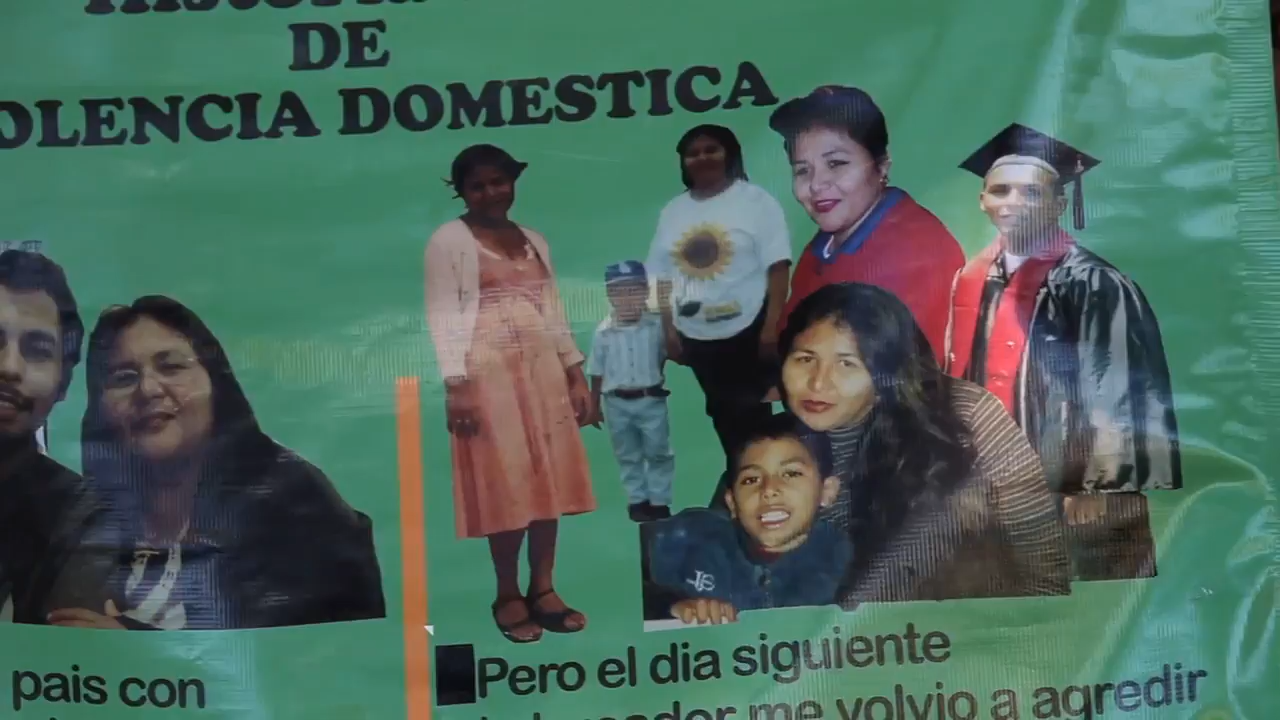 DE
OLENCIA DOMESTICA
pais con
Pero el dia siguiente
me volvio a agredir